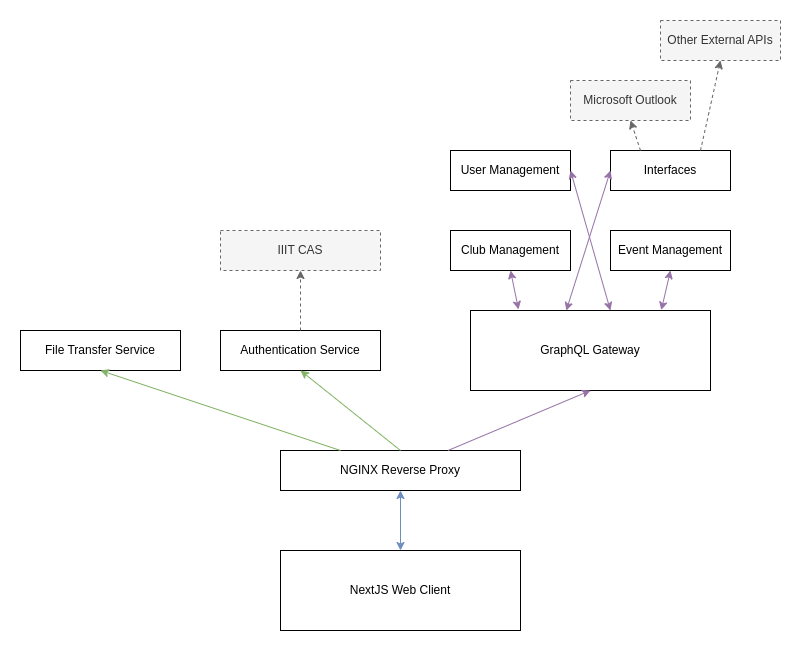 Other External APIs
Microsoft Outlook
User Management
Interfaces
IIIT CAS
Club Management
Event Management
File Transfer Service
Authentication Service
GraphQL Gateway
NGINX Reverse Proxy
NextJS Web Client